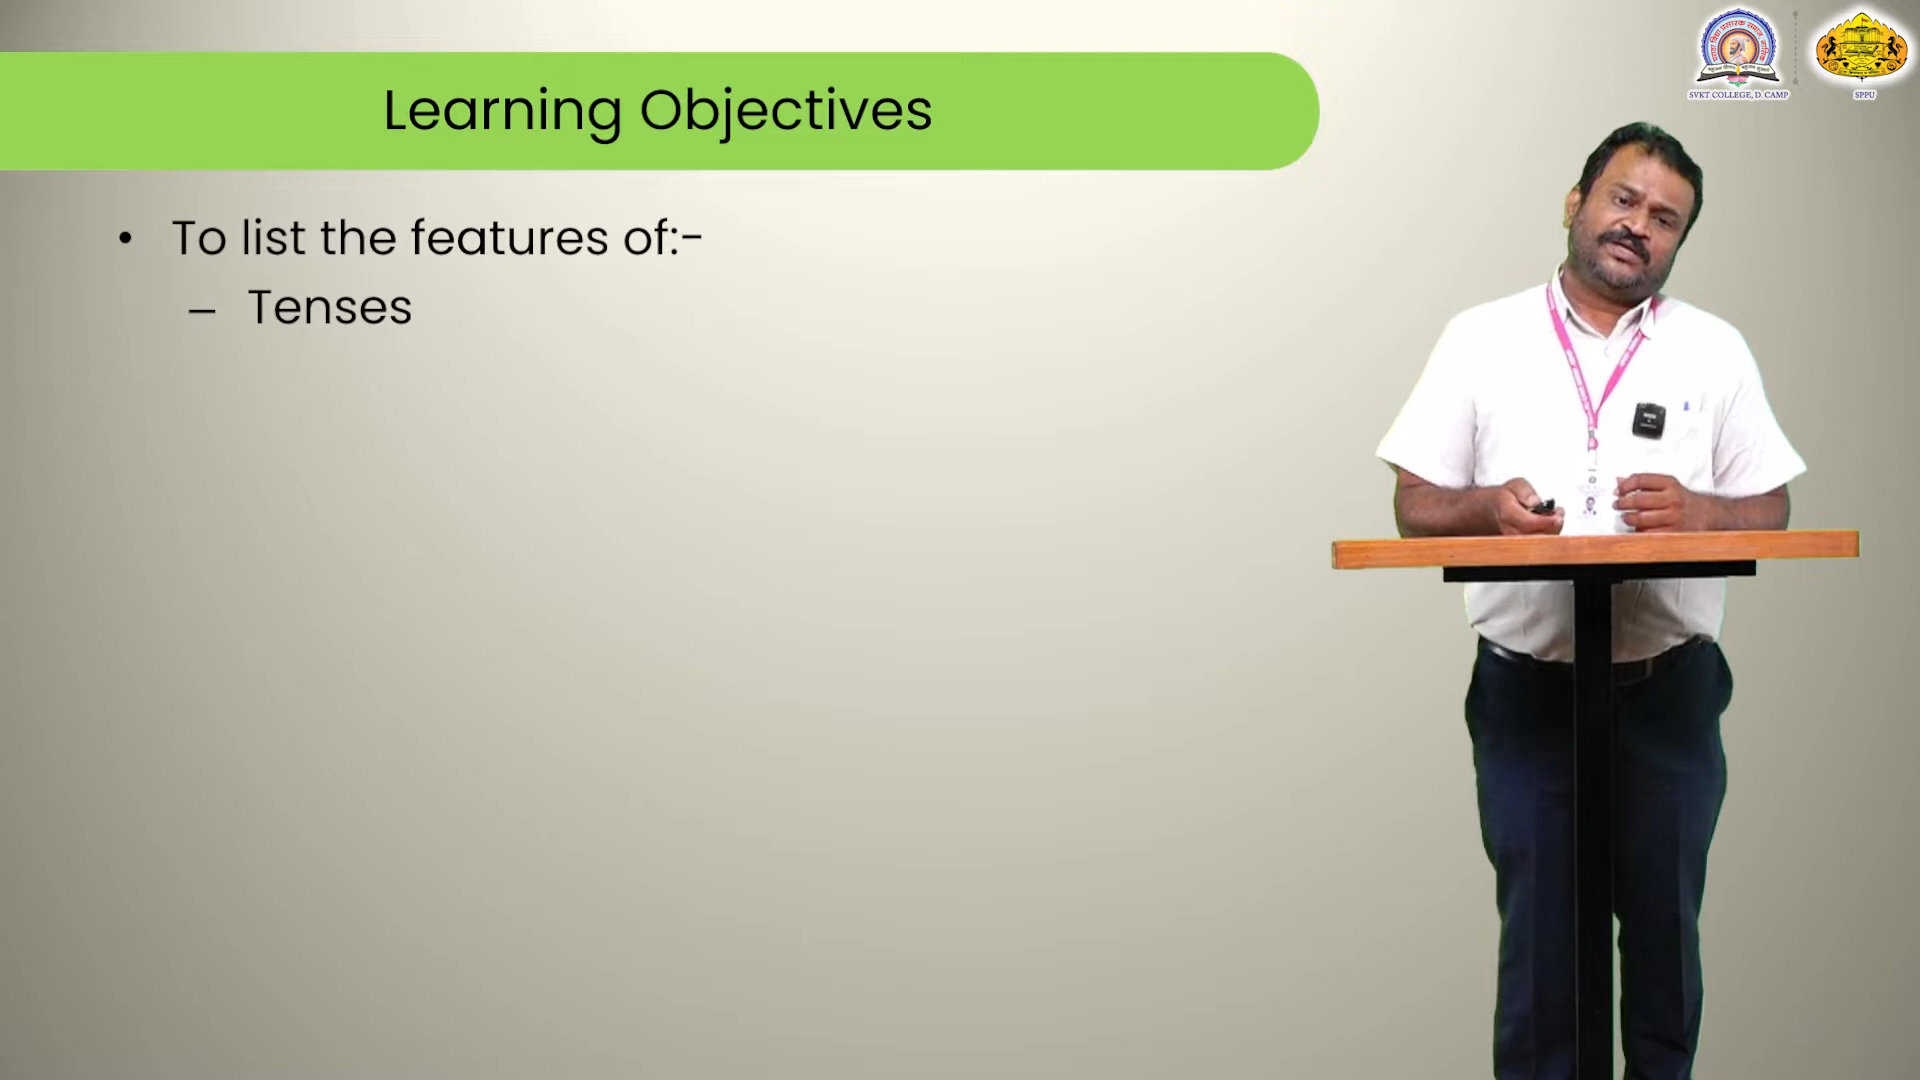 Learning Objectives
• To list the features of:-
– Tenses
SVKT COLLEGE, D. CAMP
SPPU